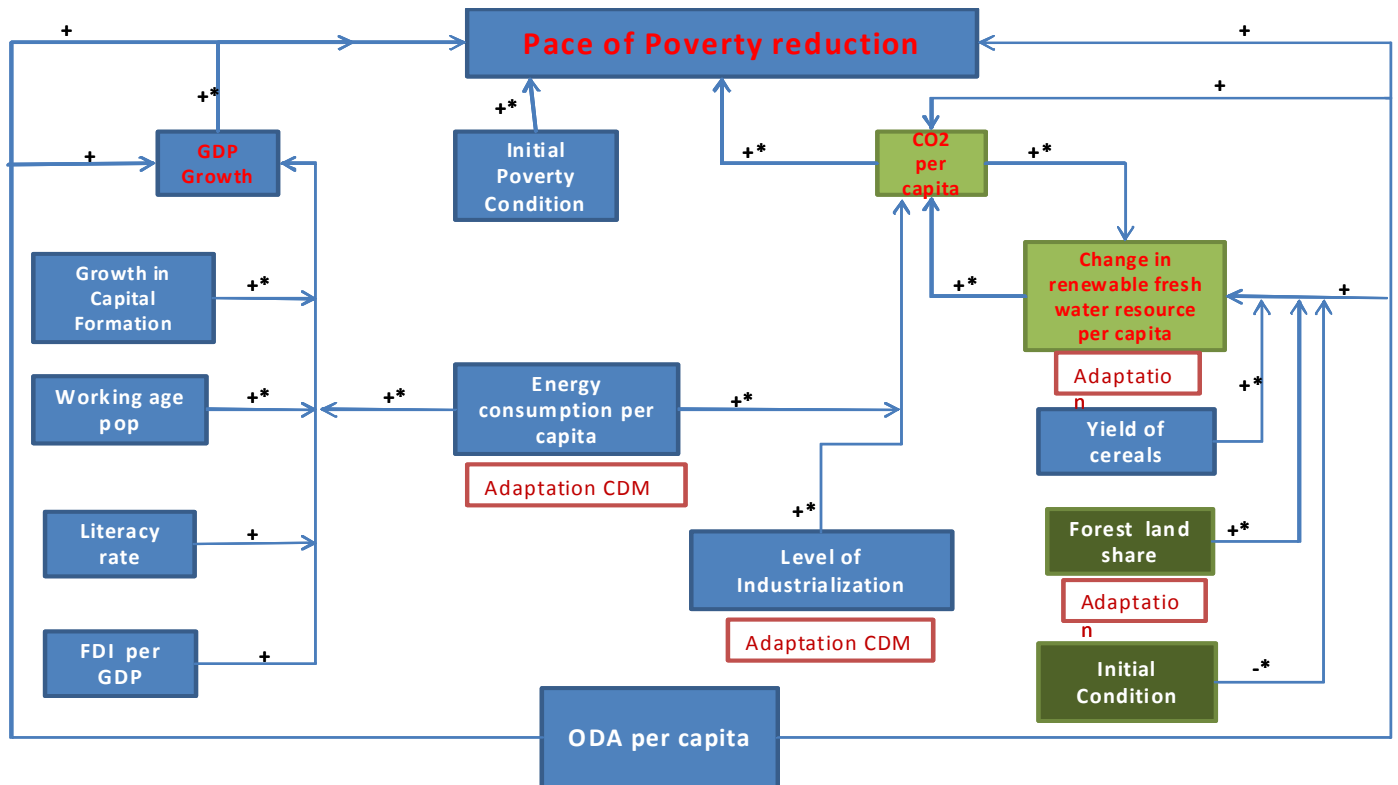 +
Pace of Poverty reduction
+
+*
+*
+
+
GDP
Growth
Initial
Poverty
Condition
+*
CO2
per
capita
+*
Growth in
Capital
Formation
+*
Change in
renewable fresh
water resource
per capita
+*
+
Adaptatio
n
Working age
pop
+*
+*
Energy
consumption per
capita
+*
+*
Yield of
cereals
Adaptation CDM
Literacy
rate
+
+*
Level of
Industrialization
Forest land
share
+*
Adaptatio
n
Adaptation CDM
FDI per
GDP
+
Initial
Condition
-*
ODA per capita